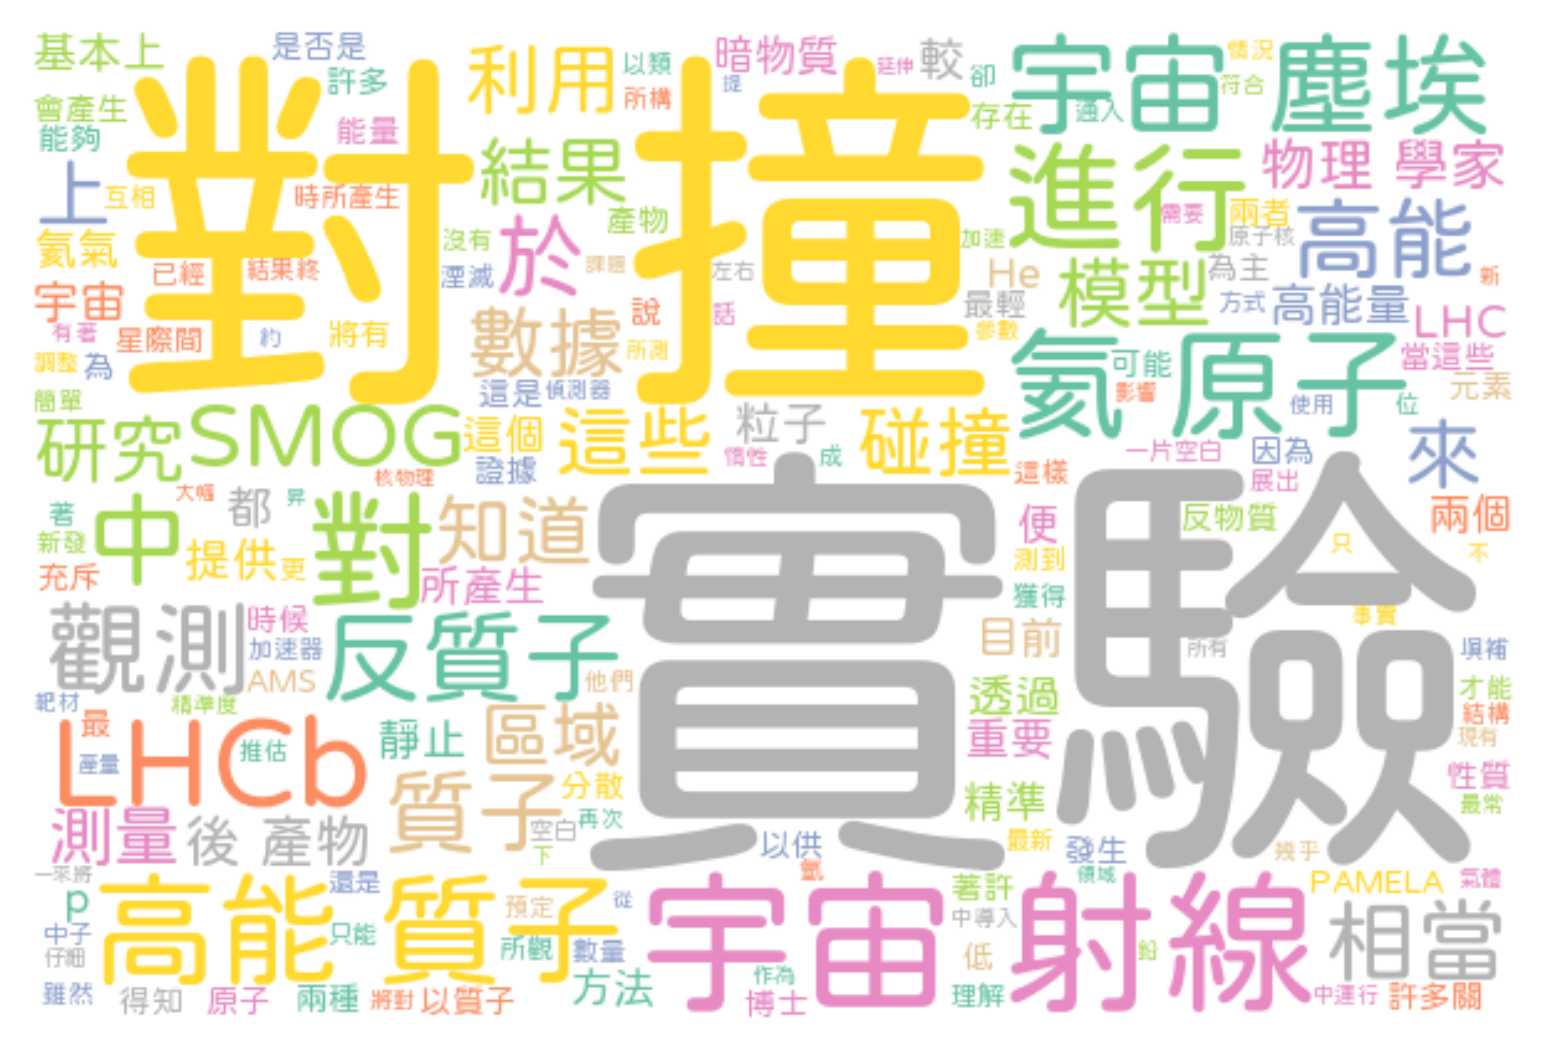 基本上
是否是
許多
利用
以類
所構
暗物質
提
延伸
較
卻
宇宙
塵埃
情況
符合
通入
存在
會產生
能夠
能量
對撞
結果
進行
物理
學家
上
互相
時所產生
產物
於
沒有
湮滅
課題
左右
加速
需要
兩者
原子核
高能
氦氣
已經
結果終
He
最輕
參數
模型
為主
方式
高能量
新
宇宙
有著
星際間
約
將有
數據
說
話
所測
LHC
當這些
調整
為
簡單
這是
偵測器
氦原子
可能
影響
使用
位
元素
研究
SMOG
這個
這些
粒子
惰性
成
碰撞
這樣
一片空白
因為
展出
來
證據
核物理
大幅
都
昇
著
新發
中
對
知道
實驗
便
反物質
兩個
只
不
充斥
提供
更
所產生
測到
獲得
事實
觀測
時候
加速器
AMS
反質子
他們
目前
所有
填補
靶材
精準度
最
透過
才能
結構
現有
LHCb
推估
產量
靜止
區域
重要
性質
最常
質子
分散
空白
再次
下
精準
測量
後
產物
以供
氫
最新
發生
幾乎
一來將
還是
p
高能
質子
預定
從
宇宙
射線
著許
領域
PAMELA
氣體
中導入
相當
中子
仔細
只能
所觀
數量
低
鉛
雖然
得知
原子
兩種
將對
以質子
方法
作為
博士
理解
中運行
許多關